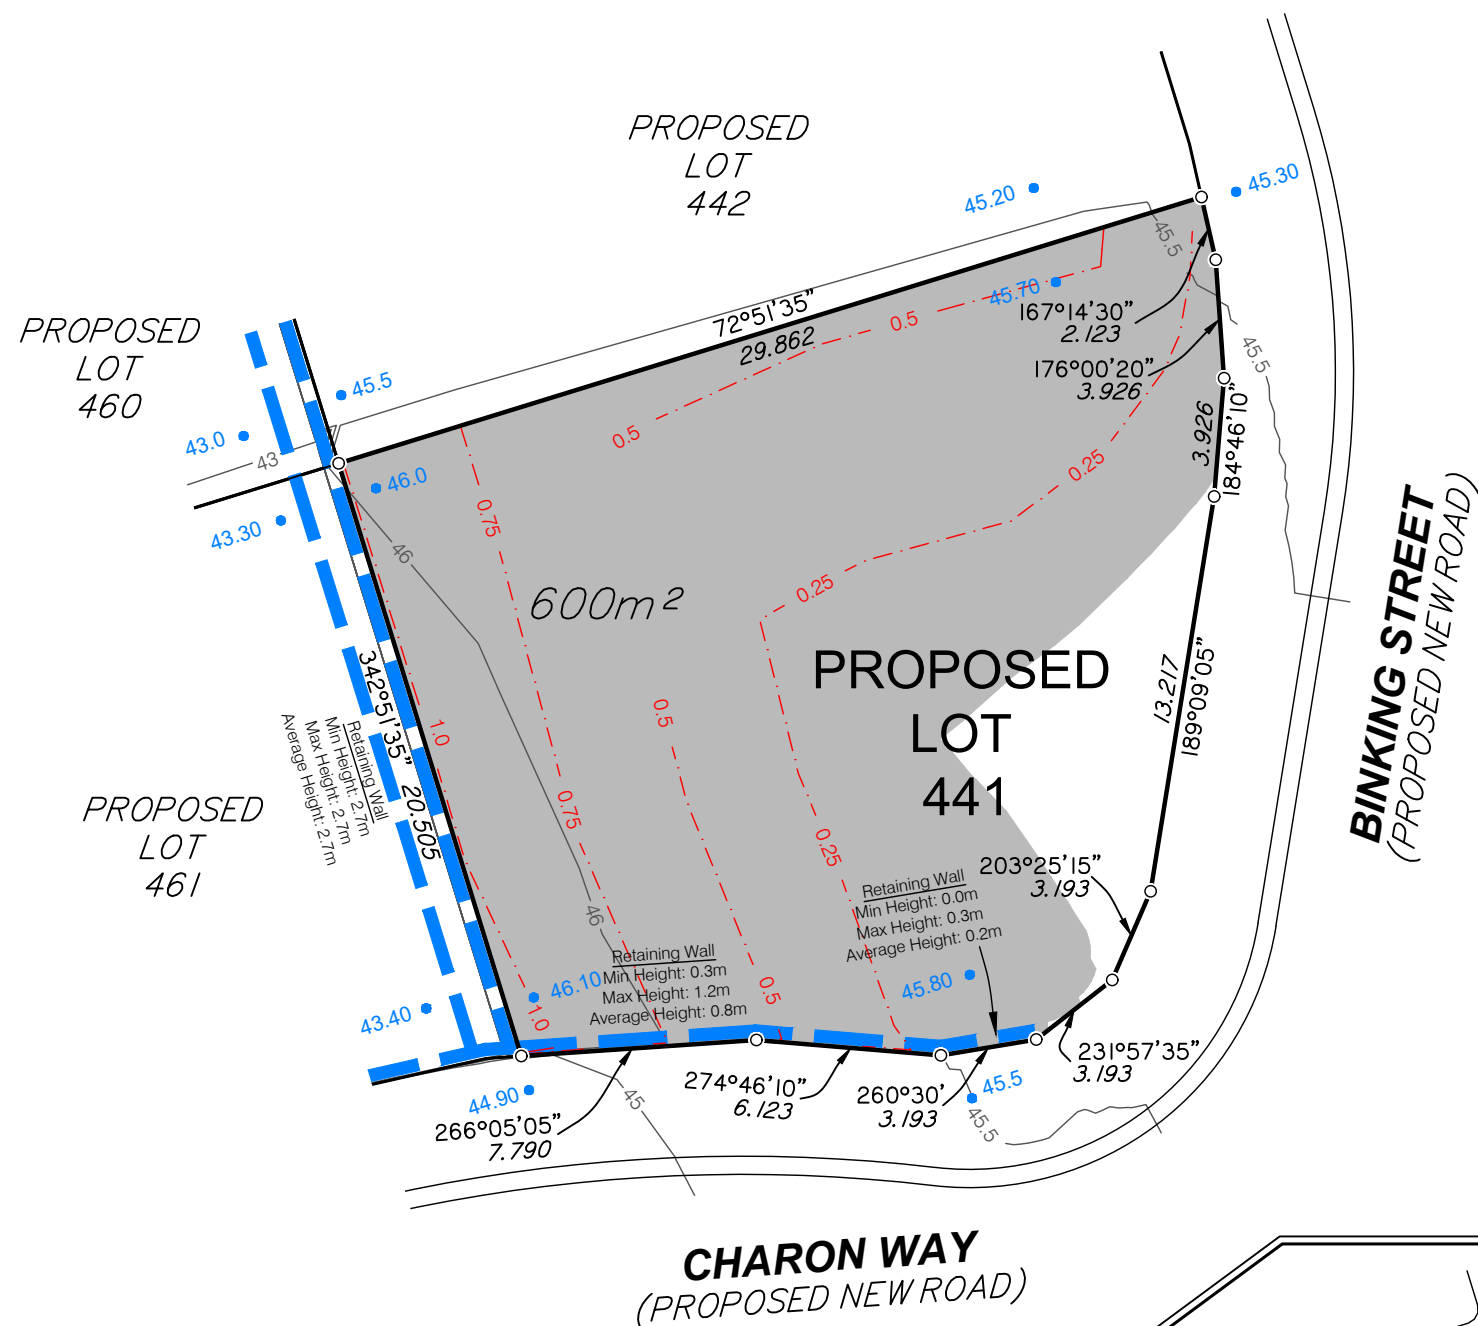 PROPOSED
LOT
442
45.20
45.30
45.5
45.70
72°51'35"
29.862
0.5
167°14'30"
2.123
176°00'20"
3.926
45.5
PROPOSED
LOT
460
45.5
43.0
43
46.0
43.30
46
0.5
0.75
0.25
3.926
184°46'10"
600m²
0.25
PROPOSED
LOT
441
BINKING STREET
(PROPOSED NEW ROAD)
13.217
189°09'05"
342°51'35" 20.505
Retaining Wall
Min Height: 2.7m
Max Height: 2.7m
Average Height: 2.7m
1.0
0.5
0.75
0.25
PROPOSED
LOT
461
203°25'15"
3.193
Retaining Wall
Min Height: 0.0m
Max Height: 0.3m
Average Height: 0.2m
46
Retaining Wall
Min Height: 0.3m
Max Height: 1.2m
Average Height: 0.8m
46.10
45.80
0.5
1.0
43.40
44.90
266°05'05"
7.790
45
274°46'10"
6.123
260°30'
3.193
45.5
45.5
231°57'35"
3.193
CHARON WAY
(PROPOSED NEW ROAD)